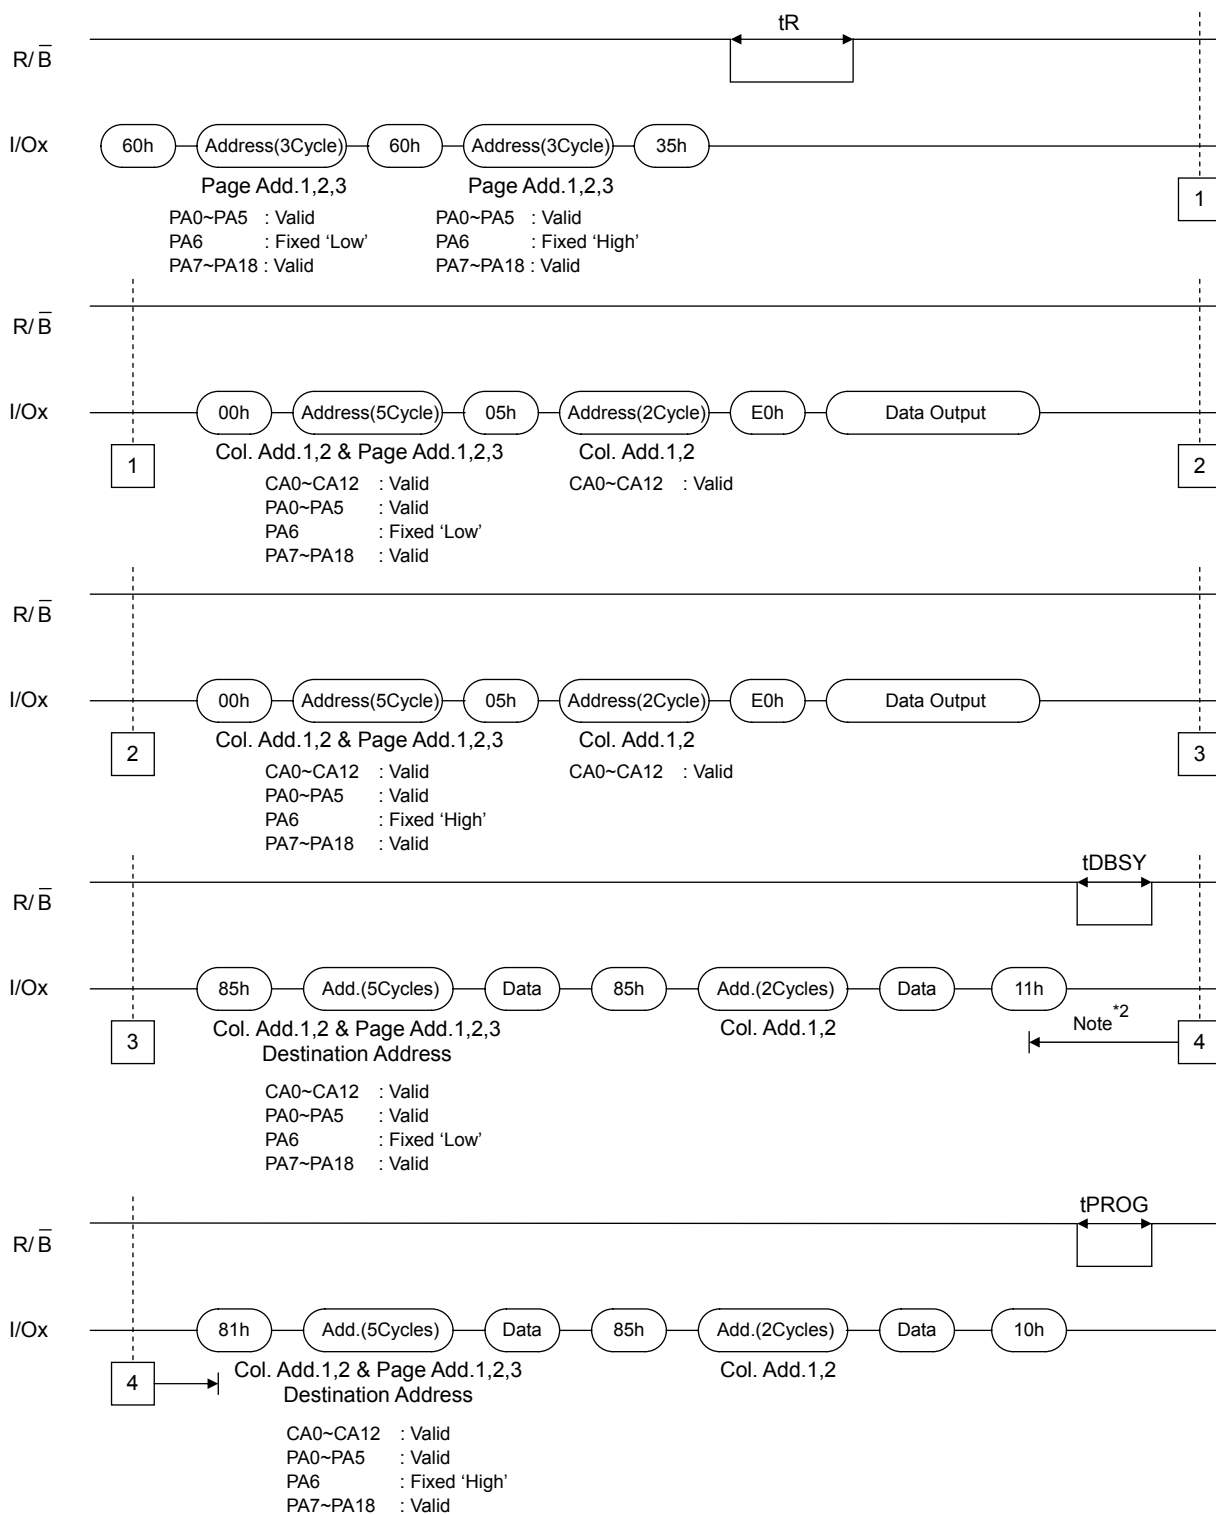 tR
R/B̅
I/Ox 60h Address(3Cycle) 60h Address(3Cycle) 35h
Page Add.1,2,3 Page Add.1,2,3
PA0~PA5 : Valid PA0~PA5 : Valid
PA6 : Fixed ‘Low’ PA6 : Fixed ‘High’
PA7~PA18 : Valid PA7~PA18 : Valid
1
R/B̅
I/Ox 00h Address(5Cycle) 05h Address(2Cycle) E0h Data Output
Col. Add.1,2 & Page Add.1,2,3 Col. Add.1,2
1 2
CA0~CA12 : Valid CA0~CA12 : Valid
PA0~PA5 : Valid
PA6 : Fixed ‘Low’
PA7~PA18 : Valid
R/B̅
I/Ox 00h Address(5Cycle) 05h Address(2Cycle) E0h Data Output
Col. Add.1,2 & Page Add.1,2,3 Col. Add.1,2
2 3
CA0~CA12 : Valid CA0~CA12 : Valid
PA0~PA5 : Valid
PA6 : Fixed ‘High’
PA7~PA18 : Valid
tDBSY
R/B̅
I/Ox 85h Add.(5Cycles) Data 85h Add.(2Cycles) Data 11h
Col. Add.1,2 & Page Add.1,2,3 Col. Add.1,2 Note*2
3 Destination Address 4
CA0~CA12 : Valid
PA0~PA5 : Valid
PA6 : Fixed ‘Low’
PA7~PA18 : Valid
tPROG
R/B̅
I/Ox 81h Add.(5Cycles) Data 85h Add.(2Cycles) Data 10h
Col. Add.1,2 & Page Add.1,2,3 Col. Add.1,2
4 Destination Address
CA0~CA12 : Valid
PA0~PA5 : Valid
PA6 : Fixed ‘High’
PA7~PA18 : Valid